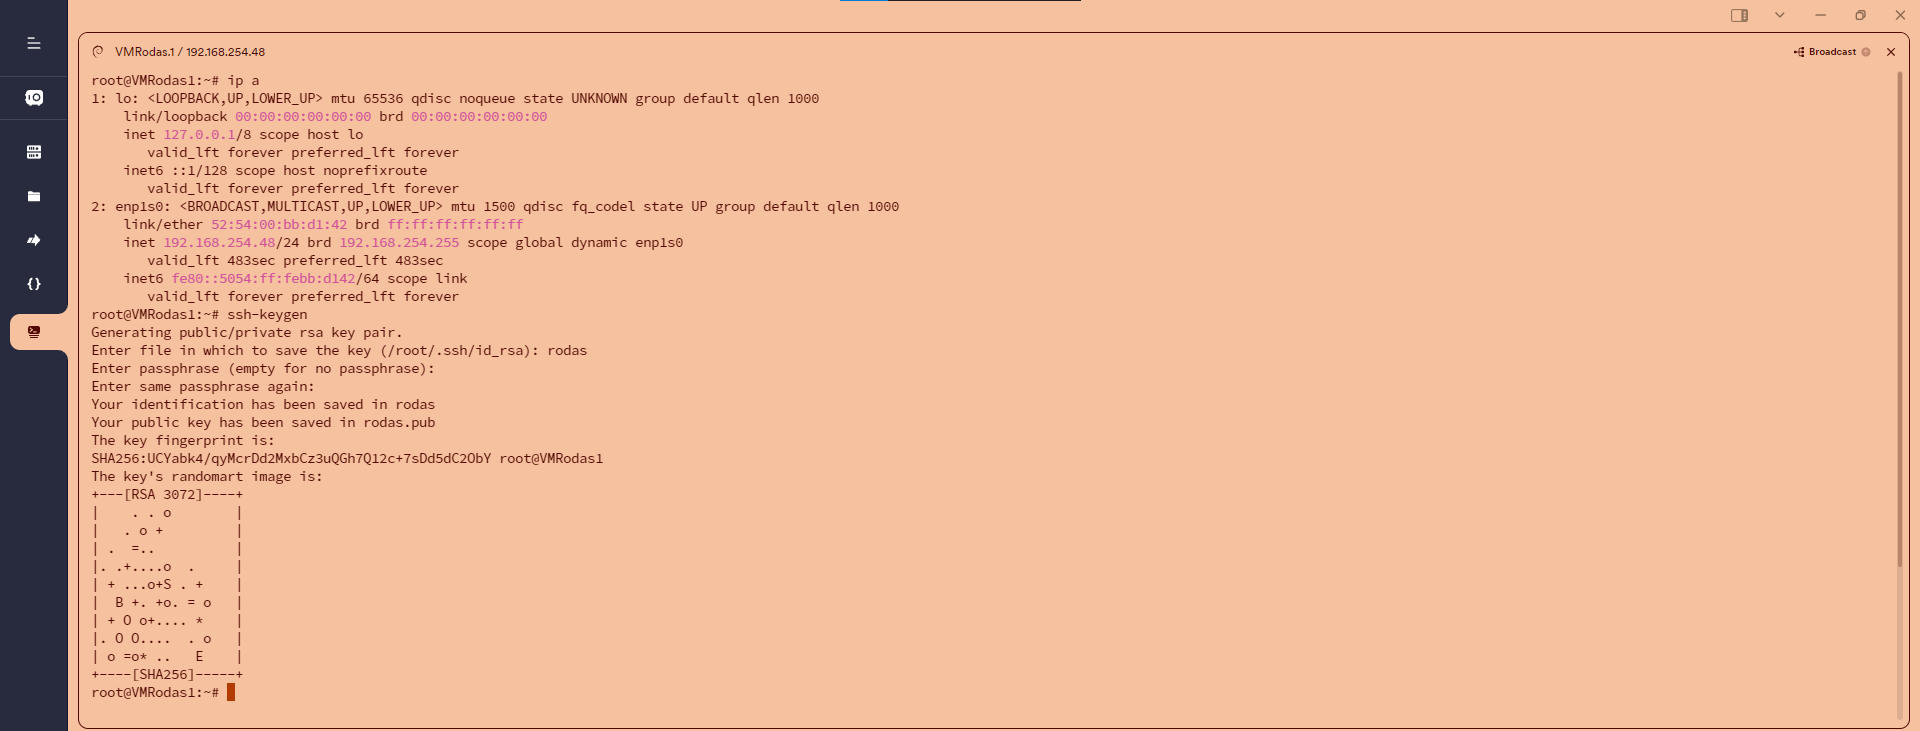 VMRodas.1 / 192.168.254.48
Broadcast
root@VMRodas1:~# ip a
1: lo: <LOOPBACK,UP,LOWER_UP> mtu 65536 qdisc noqueue state UNKNOWN group default qlen 1000
    link/loopback 00:00:00:00:00:00 brd 00:00:00:00:00:00
    inet 127.0.0.1/8 scope host lo
       valid_lft forever preferred_lft forever
    inet6 ::1/128 scope host noprefixroute
       valid_lft forever preferred_lft forever
2: enp1s0: <BROADCAST,MULTICAST,UP,LOWER_UP> mtu 1500 qdisc fq_codel state UP group default qlen 1000
    link/ether 52:54:00:bb:d1:42 brd ff:ff:ff:ff:ff:ff
    inet 192.168.254.48/24 brd 192.168.254.255 scope global dynamic enp1s0
       valid_lft 483sec preferred_lft 483sec
    inet6 fe80::5054:ff:febb:d142/64 scope link
       valid_lft forever preferred_lft forever
root@VMRodas1:~# ssh-keygen
Generating public/private rsa key pair.
Enter file in which to save the key (/root/.ssh/id_rsa): rodas
Enter passphrase (empty for no passphrase):
Enter same passphrase again:
Your identification has been saved in rodas
Your public key has been saved in rodas.pub
The key fingerprint is:
SHA256:UCYabk4/qyMcrDd2MxbCz3uQGh7Q12c+7sDd5dC2ObY root@VMRodas1
The key's randomart image is:
+---[RSA 3072]----+
|    . . o        |
|   . o +         |
| .  =..          |
|. .+....o  .     |
| + ...o+S . +    |
|  B +. +o. = o   |
| + O o+.... *    |
|. O O....  . o   |
| o =o* ..   E    |
+----[SHA256]-----+
root@VMRodas1:~#